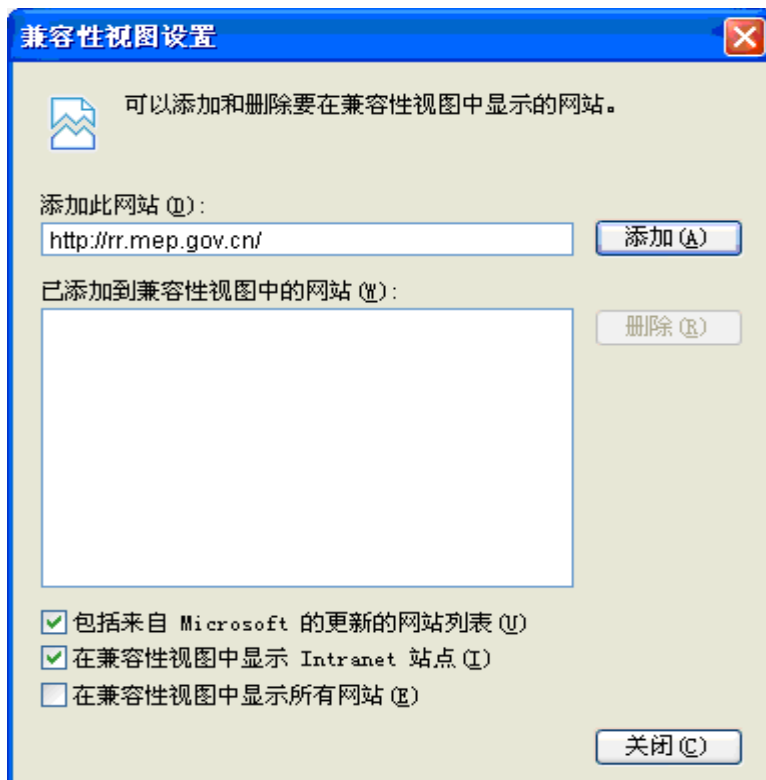 兼容性视图设置
可以添加和删除要在兼容性视图中显示的网站。
添加此网站(D):
http://rr.mep.gov.cn/
添加(A)
已添加到兼容性视图中的网站(W):
删除(R)
包括来自 Microsoft 的更新的网站列表(U)
在兼容性视图中显示 Intranet 站点(I)
在兼容性视图中显示所有网站(E)
关闭(C)